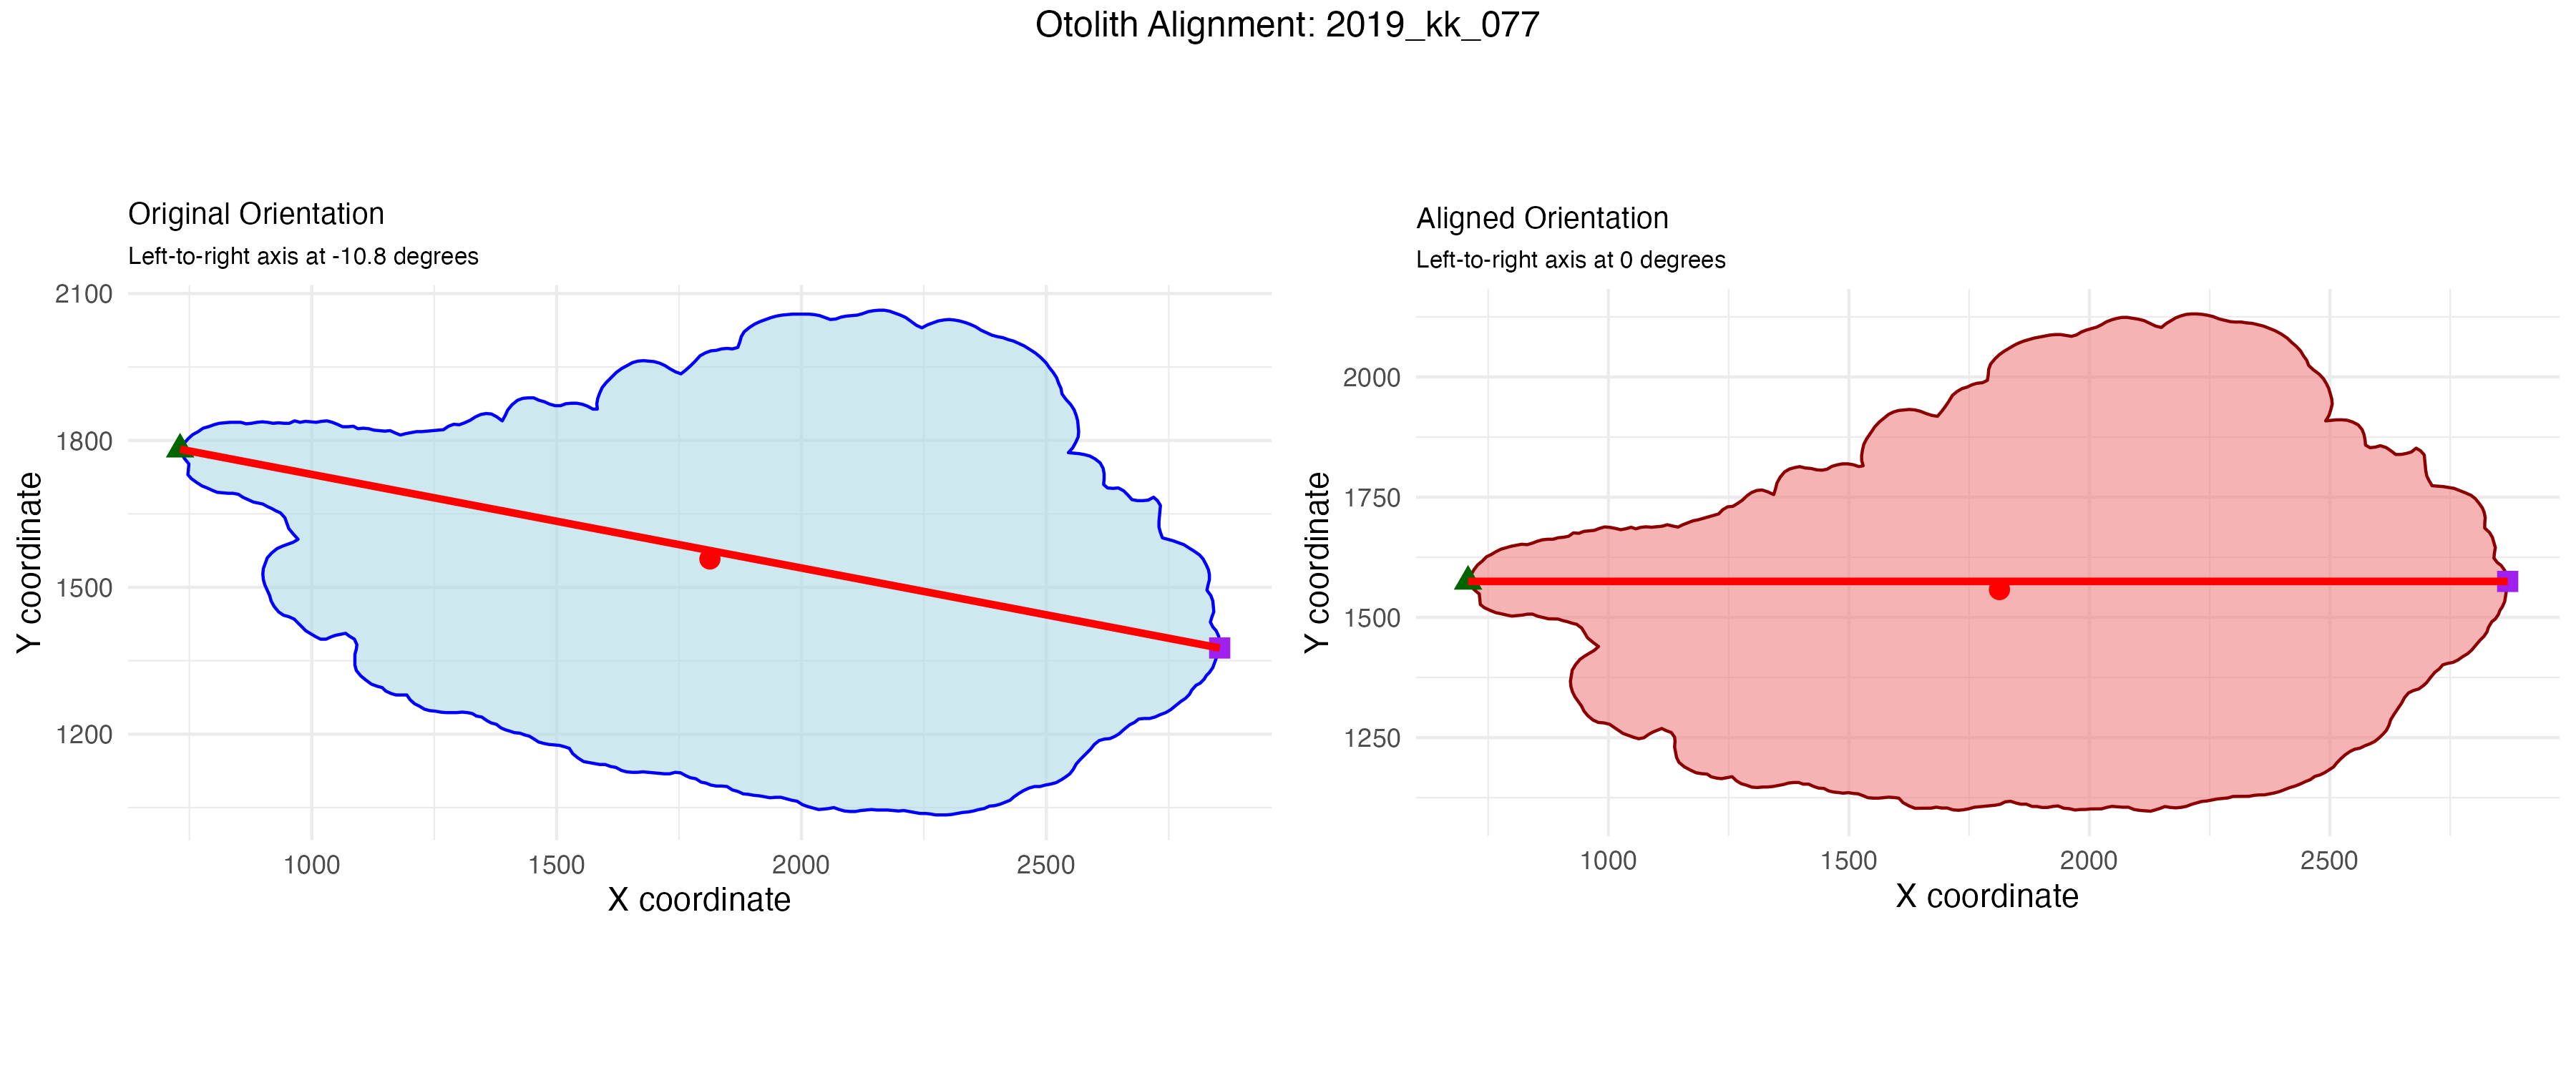 Otolith Alignment: 2019_kk_077
Original Orientation
Left-to-right axis at -10.8 degrees
2100
1800
1500
1200
Y coordinate
1000 1500 2000 2500
X coordinate
Aligned Orientation
Left-to-right axis at 0 degrees
2000
1750
1500
1250
Y coordinate
1000 1500 2000 2500
X coordinate